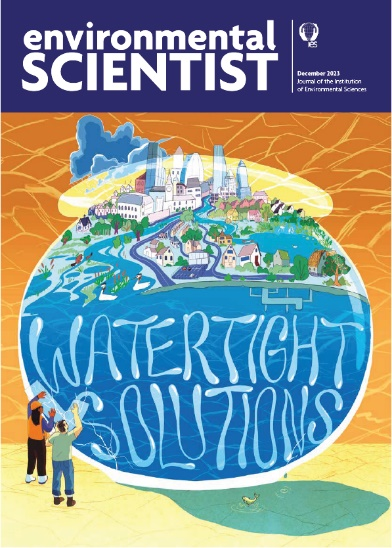 environmental
SCIENTIST
ies
December 2023
Journal of the Institution
of Environmental Sciences
WATERTIGHT
SOLUTIONS